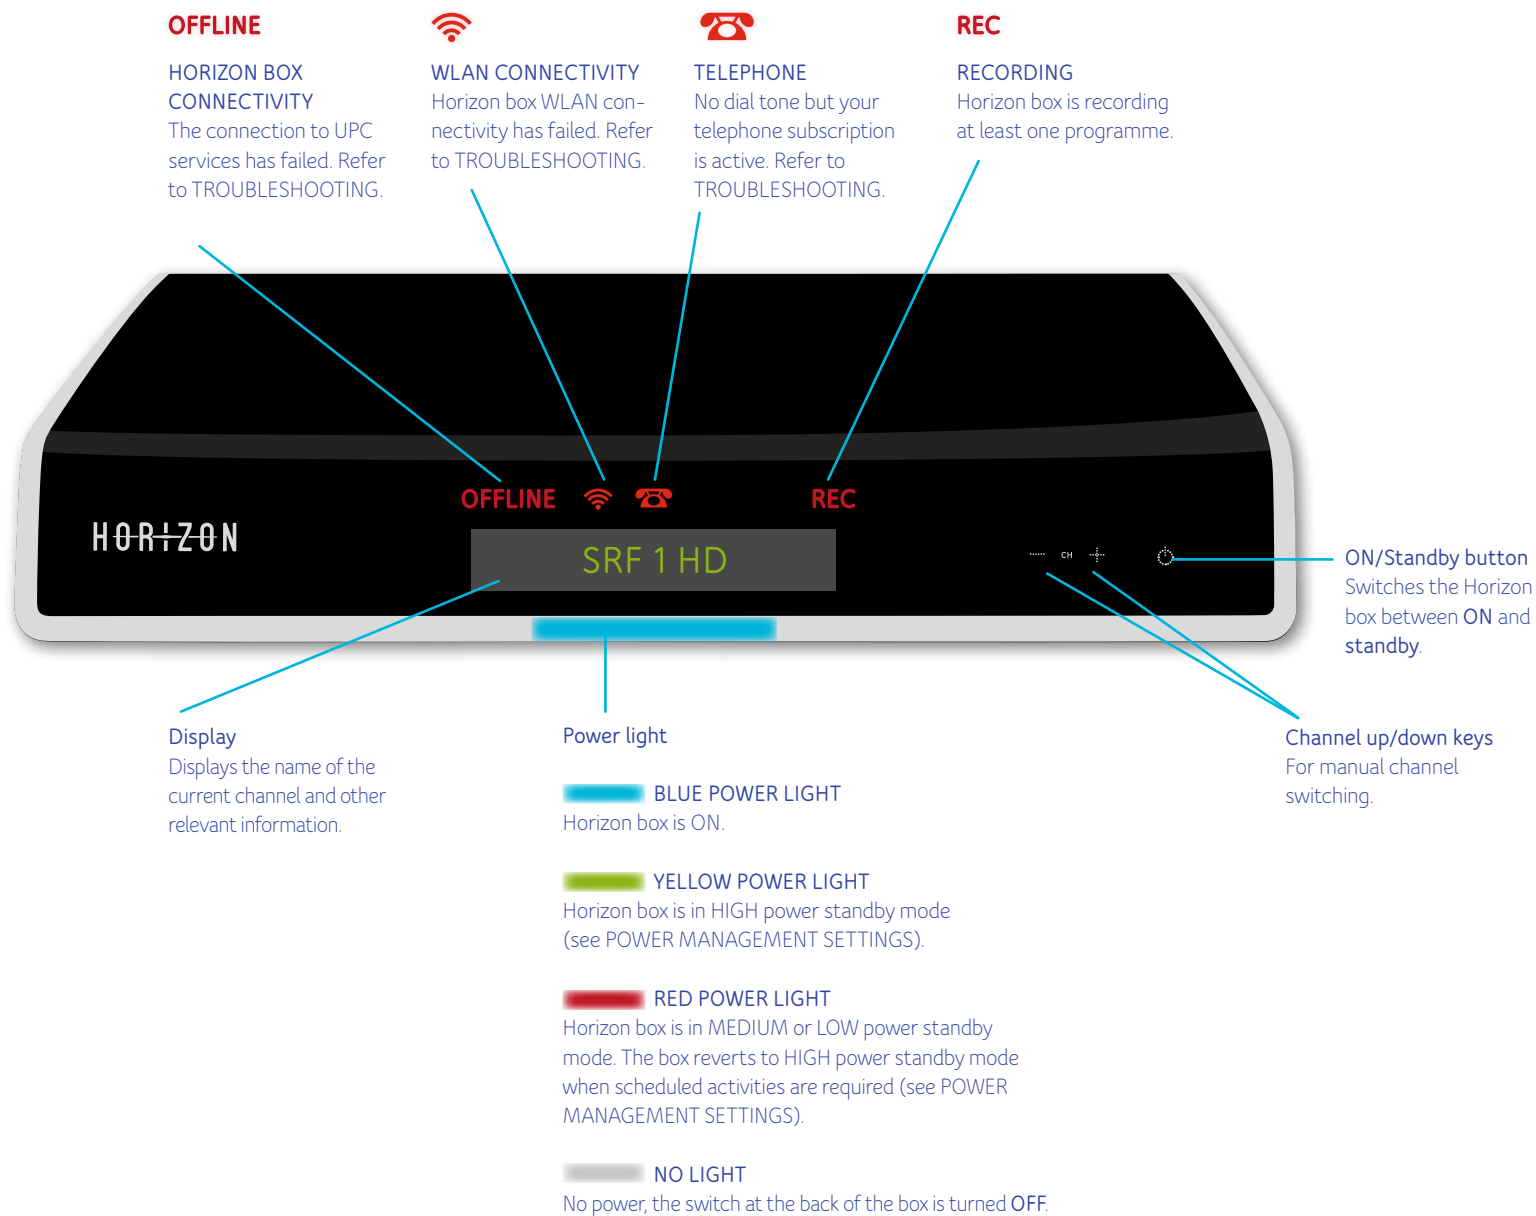 OFFLINE
HORIZON BOX
CONNECTIVITY
The connection to UPC
services has failed. Refer
to TROUBLESHOOTING.
WLAN CONNECTIVITY
Horizon box WLAN con-
nectivity has failed. Refer
to TROUBLESHOOTING.
TELEPHONE
No dial tone but your
telephone subscription
is active. Refer to
TROUBLESHOOTING.
REC
RECORDING
Horizon box is recording
at least one programme.
OFFLINE
REC
HORIZON
SRF 1 HD
CH
ON/Standby button
Switches the Horizon
box between ON and
standby.
Display
Displays the name of the
current channel and other
relevant information.
Power light
BLUE POWER LIGHT
Horizon box is ON.
YELLOW POWER LIGHT
Horizon box is in HIGH power standby mode
(see POWER MANAGEMENT SETTINGS).
RED POWER LIGHT
Horizon box is in MEDIUM or LOW power standby
mode. The box reverts to HIGH power standby mode
when scheduled activities are required (see POWER
MANAGEMENT SETTINGS).
NO LIGHT
No power, the switch at the back of the box is turned OFF.
Channel up/down keys
For manual channel
switching.